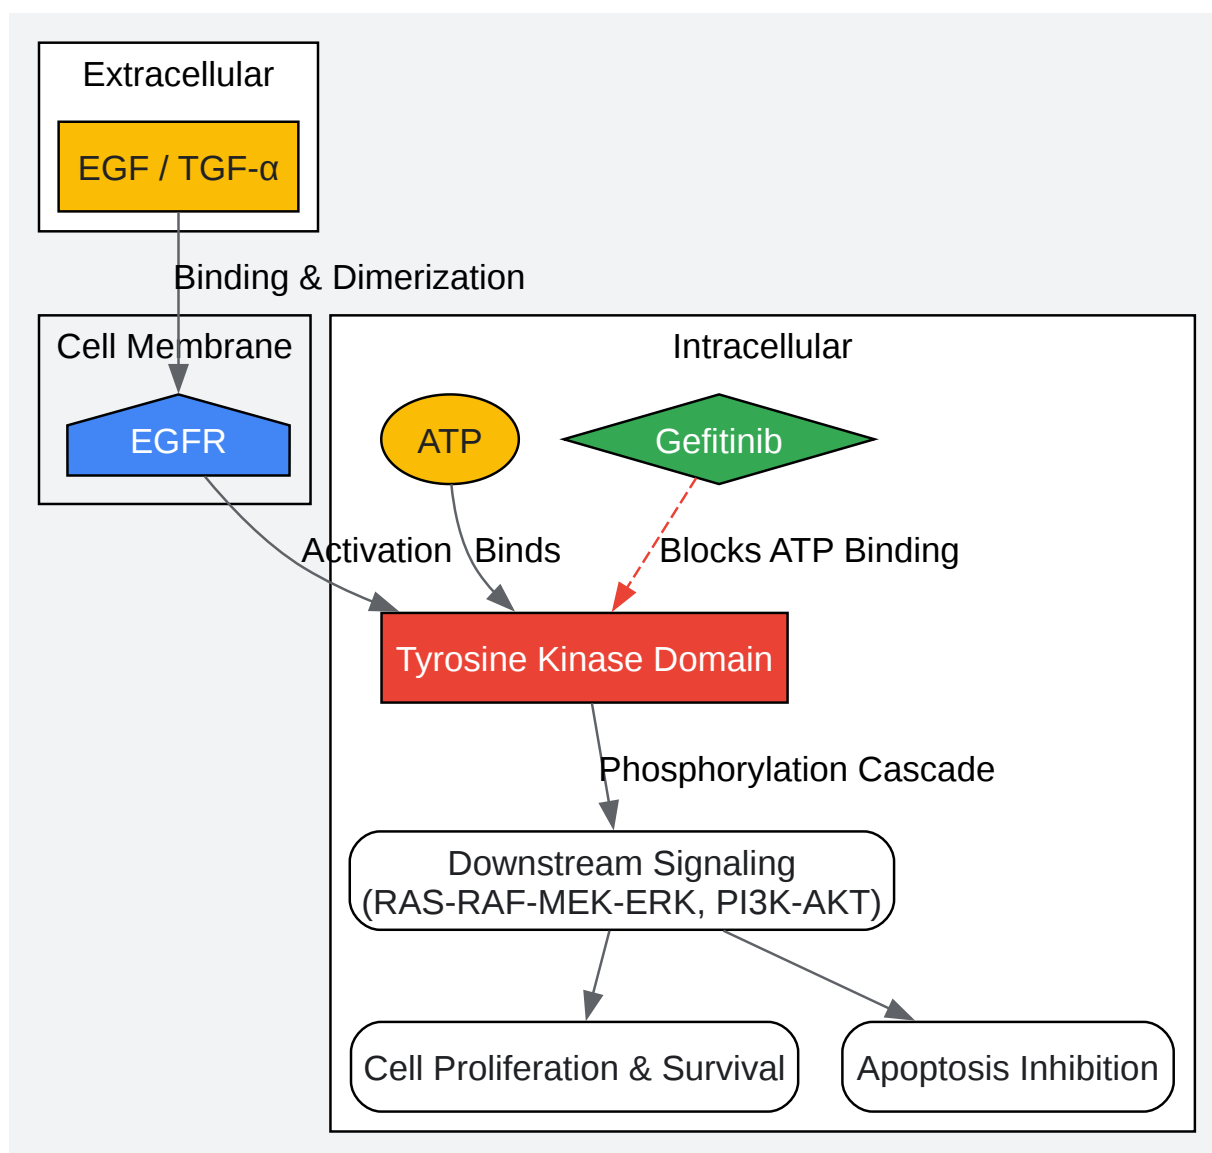 Extracellular
EGF / TGF-α
Binding & Dimerization
Cell Membrane
EGFR
Intracellular
ATP
Gefitinib
Activation
Binds
Blocks ATP Binding
Tyrosine Kinase Domain
Phosphorylation Cascade
Downstream Signaling
(RAS-RAF-MEK-ERK, PI3K-AKT)
Cell Proliferation & Survival
Apoptosis Inhibition